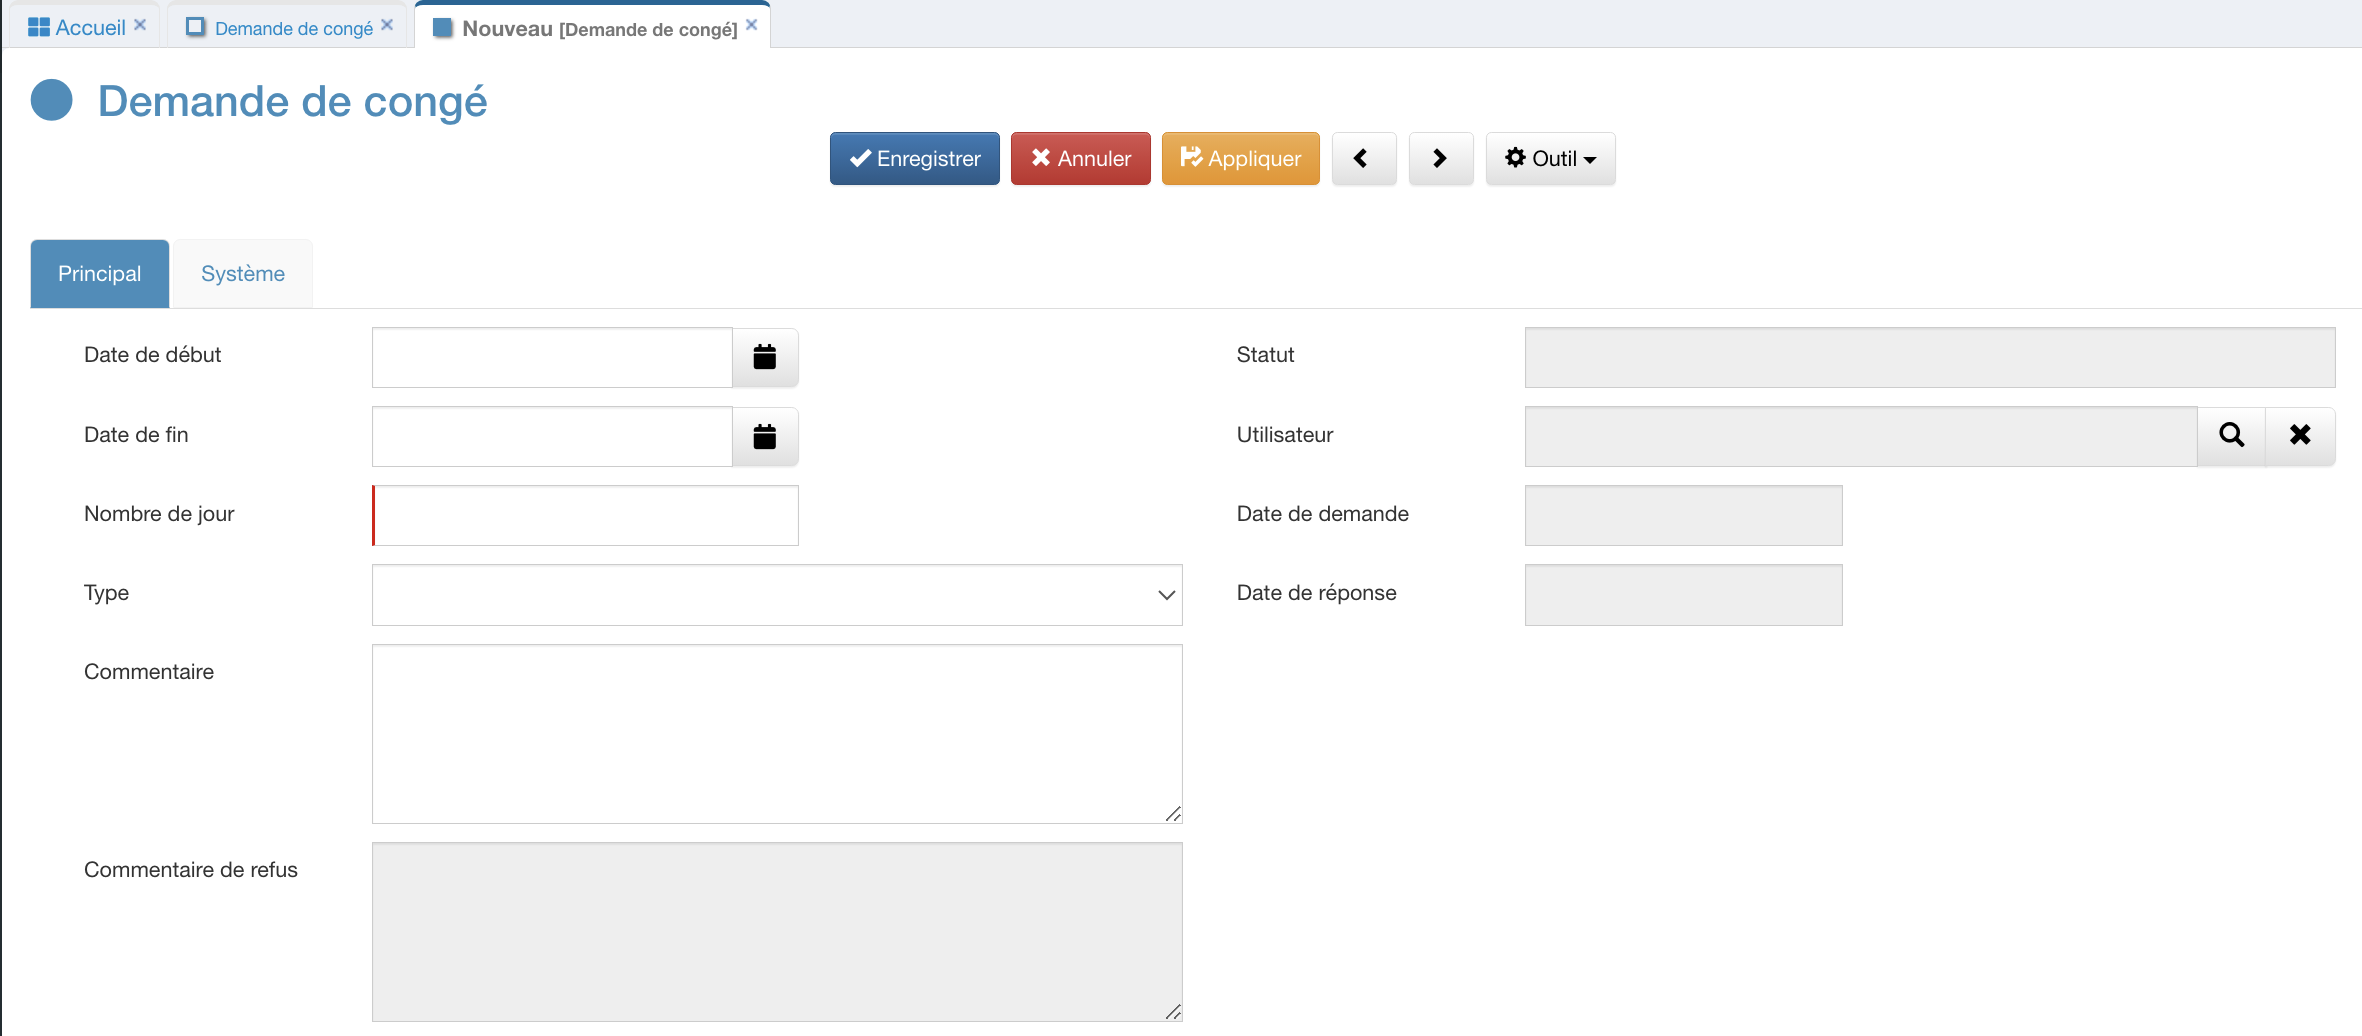 Accueil
Demande de congé
Nouveau [Demande de congé]
Demande de congé
Enregistrer
Annuler
Appliquer
Outil
Principal
Système
Date de début
Statut
Date de fin
Utilisateur
Nombre de jour
Date de demande
Type
Date de réponse
Commentaire
Commentaire de refus